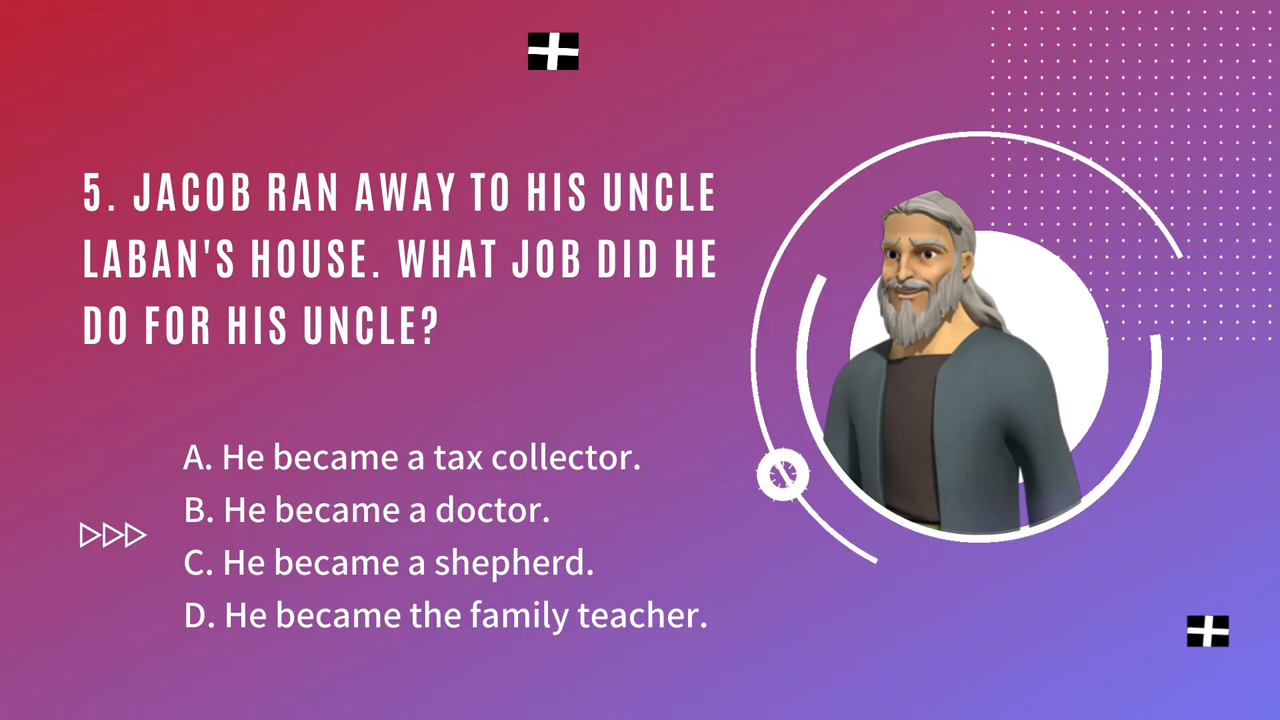 5. JACOB RAN AWAY TO HIS UNCLE
LABAN'S HOUSE. WHAT JOB DID HE
DO FOR HIS UNCLE?
A. He became a tax collector.
B. He became a doctor.
C. He became a shepherd.
D. He became the family teacher.